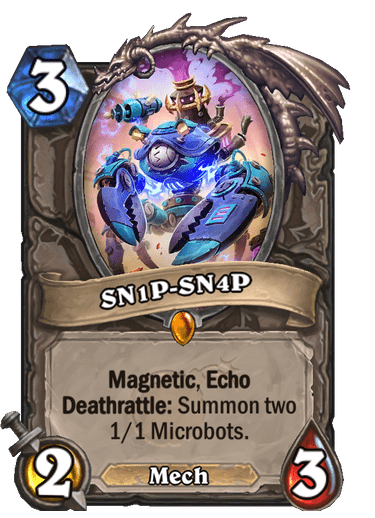 3
SN1P-SN4P
Magnetic, Echo
Deathrattle: Summon two
1/1 Microbots.
2
Mech
3